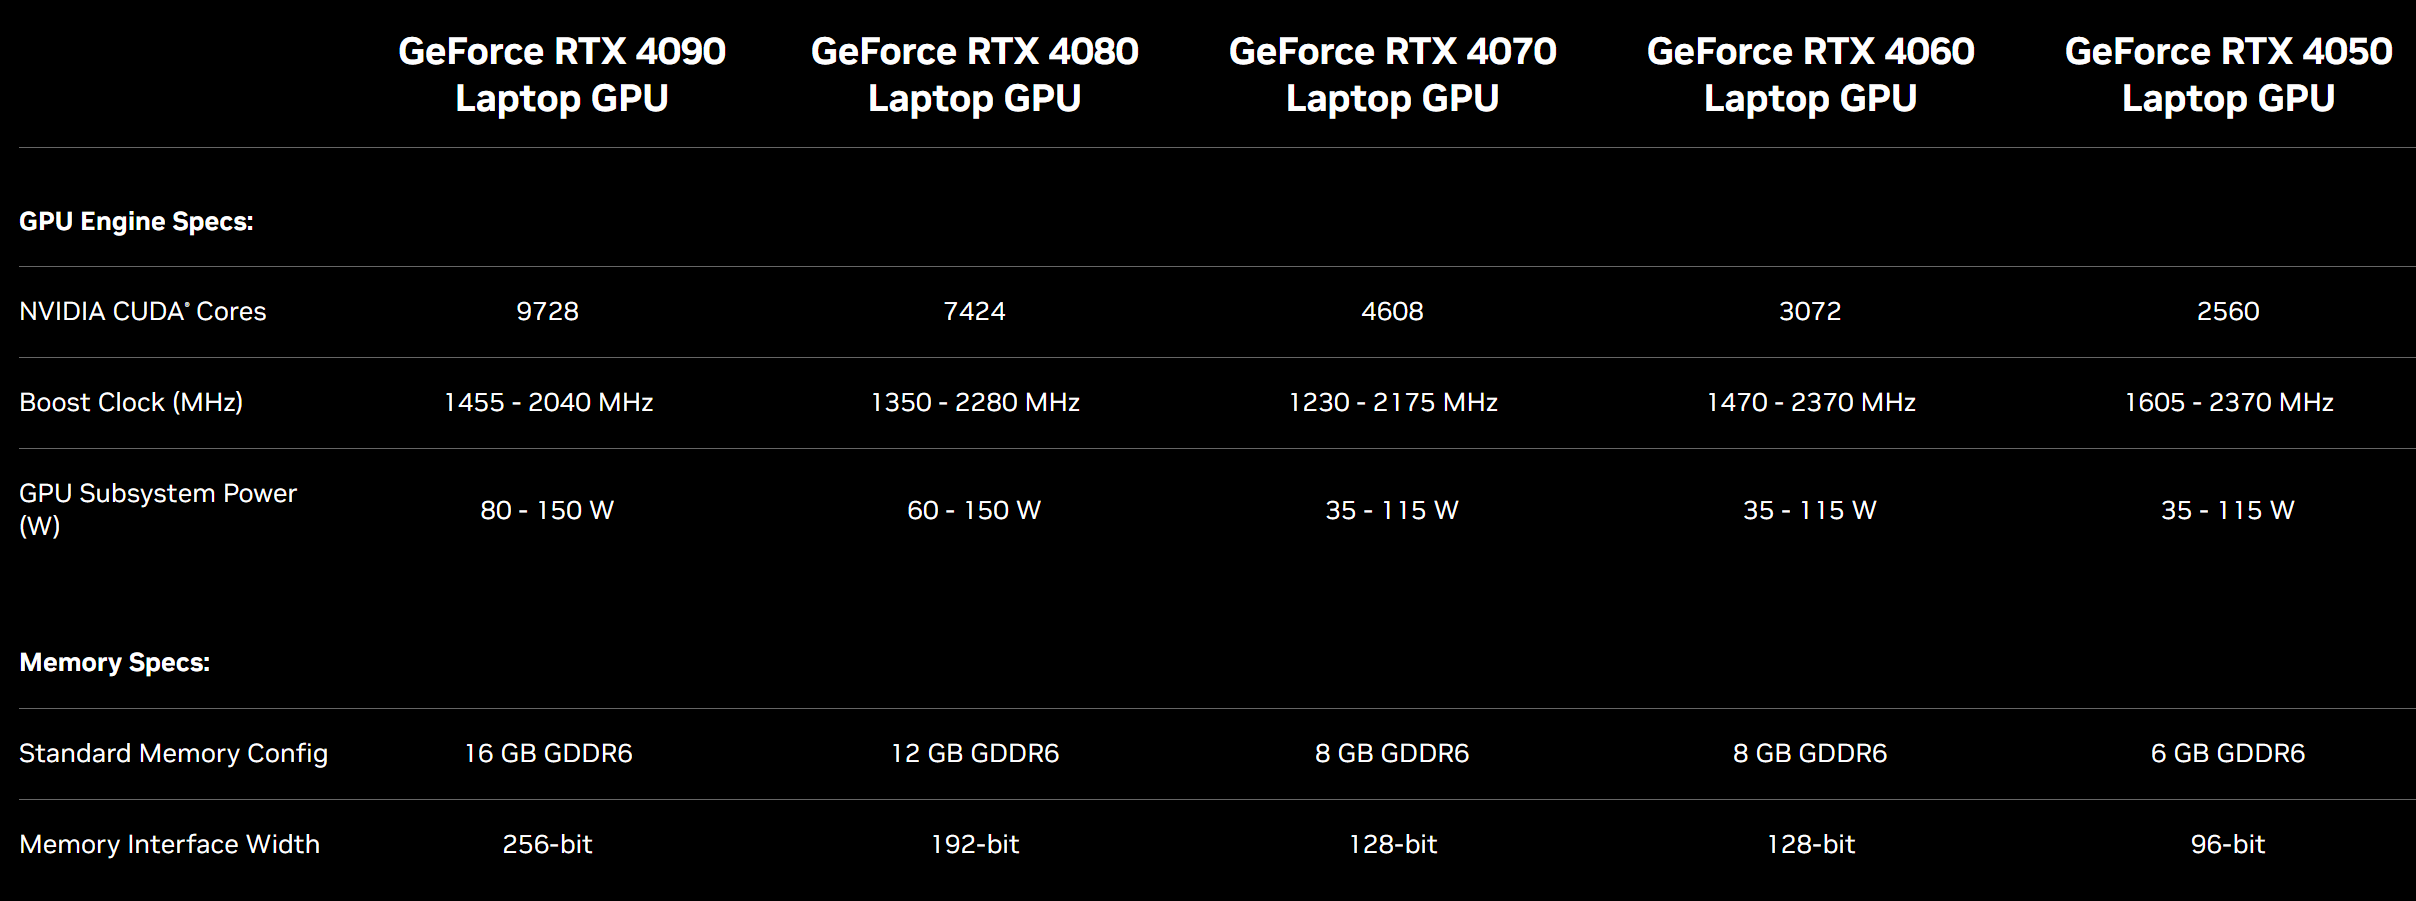 GeForce RTX 4090 Laptop GPU GeForce RTX 4080 Laptop GPU GeForce RTX 4070 Laptop GPU GeForce RTX 4060 Laptop GPU GeForce RTX 4050 Laptop GPU
GPU Engine Specs:
NVIDIA CUDA® Cores 9728 7424 4608 3072 2560
Boost Clock (MHz) 1455 - 2040 MHz 1350 - 2280 MHz 1230 - 2175 MHz 1470 - 2370 MHz 1605 - 2370 MHz
GPU Subsystem Power (W) 80 - 150 W 60 - 150 W 35 - 115 W 35 - 115 W 35 - 115 W
Memory Specs:
Standard Memory Config 16 GB GDDR6 12 GB GDDR6 8 GB GDDR6 8 GB GDDR6 6 GB GDDR6
Memory Interface Width 256-bit 192-bit 128-bit 128-bit 96-bit